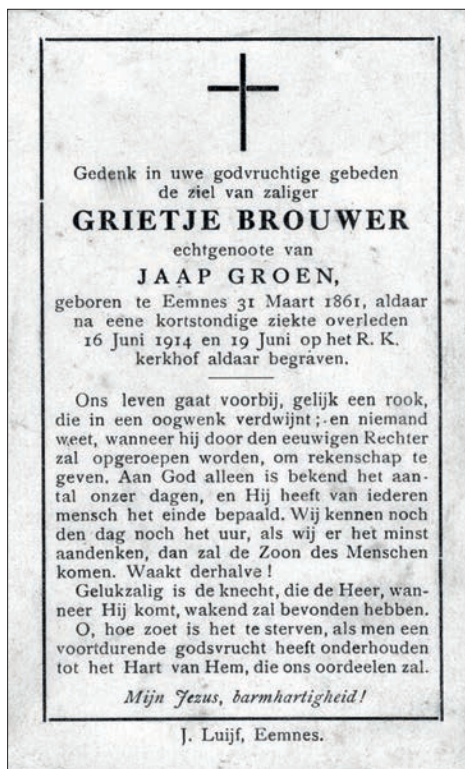 Gedenk in uwe godvruchtige gebeden
de ziel van zaliger
GRIETJE BROUWER
echtgenoote van
JAAP GROEN,
geboren te Eemnes 31 Maart 1861, aldaar
na eene kortstondige ziekte overleden
16 Juni 1914 en 19 Juni op het R. K.
kerkhof aldaar begraven.
Ons leven gaat voorbij, gelijk een rook,
die in een oogwenk verdwijnt; en niemand
weet, wanneer hij door den eeuwigen Rechter
zal opgeroepen worden, om rekenschap te
geven. Aan God alleen is bekend het aan-
tal onzer dagen, en Hij heeft van iederen
mensch het einde bepaald. Wij kennen noch
den dag noch het uur, als wij er het minst
aandenken, dan zal de Zoon des Menschen
komen. Waakt derhalve!
Gelukzalig is de knecht, die de Heer, wan-
neer Hij komt, wakend zal bevonden hebben.
O, hoe zoet is het te sterven, als men een
voortdurende godsvrucht heeft onderhouden
tot het Hart van Hem, die ons oordeelen zal.
Mijn Jezus, barmhartigheid!
J. Luijf, Eemnes.